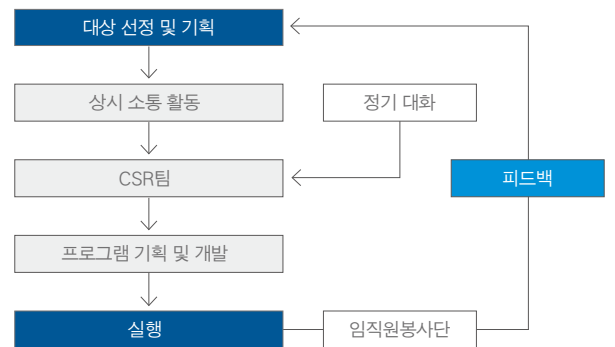 대상 선정 및 기획
상시 소통 활동
정기 대화
CSR팀
피드백
프로그램 기획 및 개발
실행
임직원봉사단